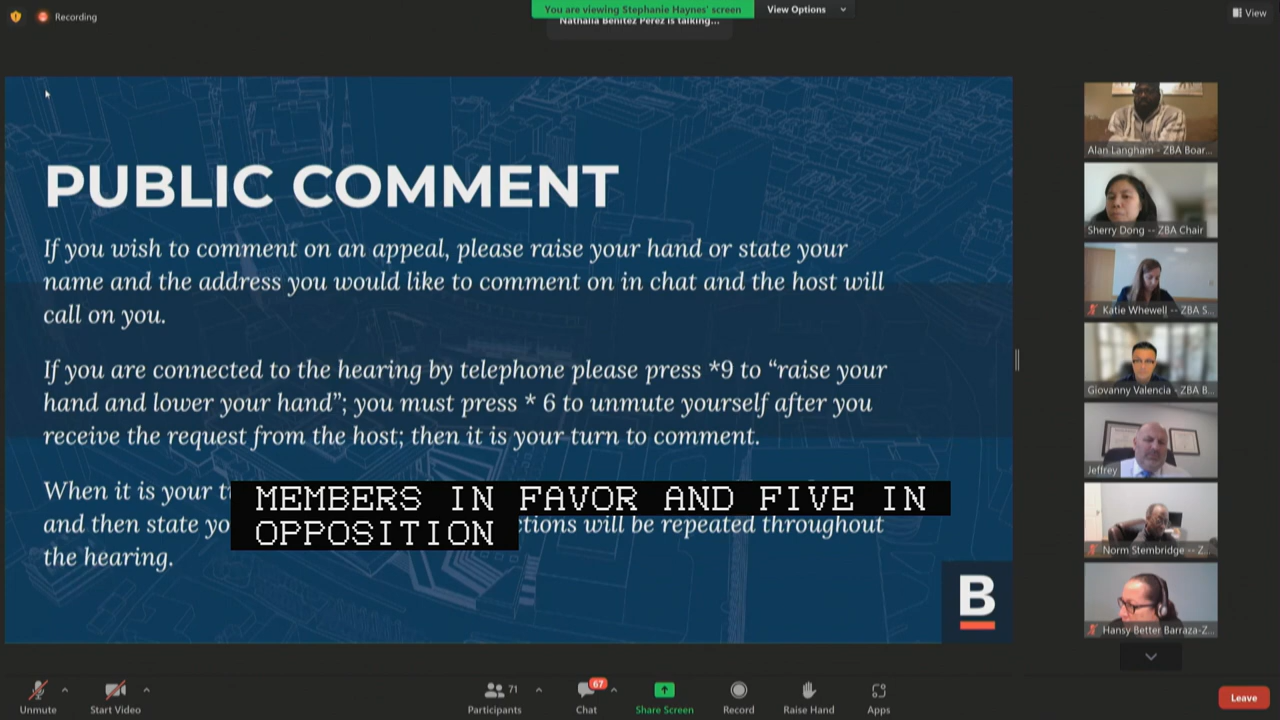 Recording
You are viewing Stephanie Haynes' screen
View Options
Nathalia Benitez Perez is talking...
View
PUBLIC COMMENT
If you wish to comment on an appeal, please raise your hand or state your
name and the address you would like to comment on in chat and the host will
call on you.
If you are connected to the hearing by telephone please press *9 to “raise your
hand and lower your hand”; you must press * 6 to unmute yourself after you
receive the request from the host; then it is your turn to comment.
When it is your
MEMBERS IN FAVOR AND FIVE IN
OPPOSITION
and then state
will be repeated throughout
the hearing.
B
Alan Langham - ZBA Boar...
Sherry Dong -- ZBA Chair
Katie Whewell -- ZBA S...
Giovanny Valencia - ZBA B...
Jeffrey
Norm Stembridge -- Z...
Hansy Better Barraza-Z...
Unmute
Start Video
Participants
71
Chat
67
Share Screen
Record
Raise Hand
Apps
Leave